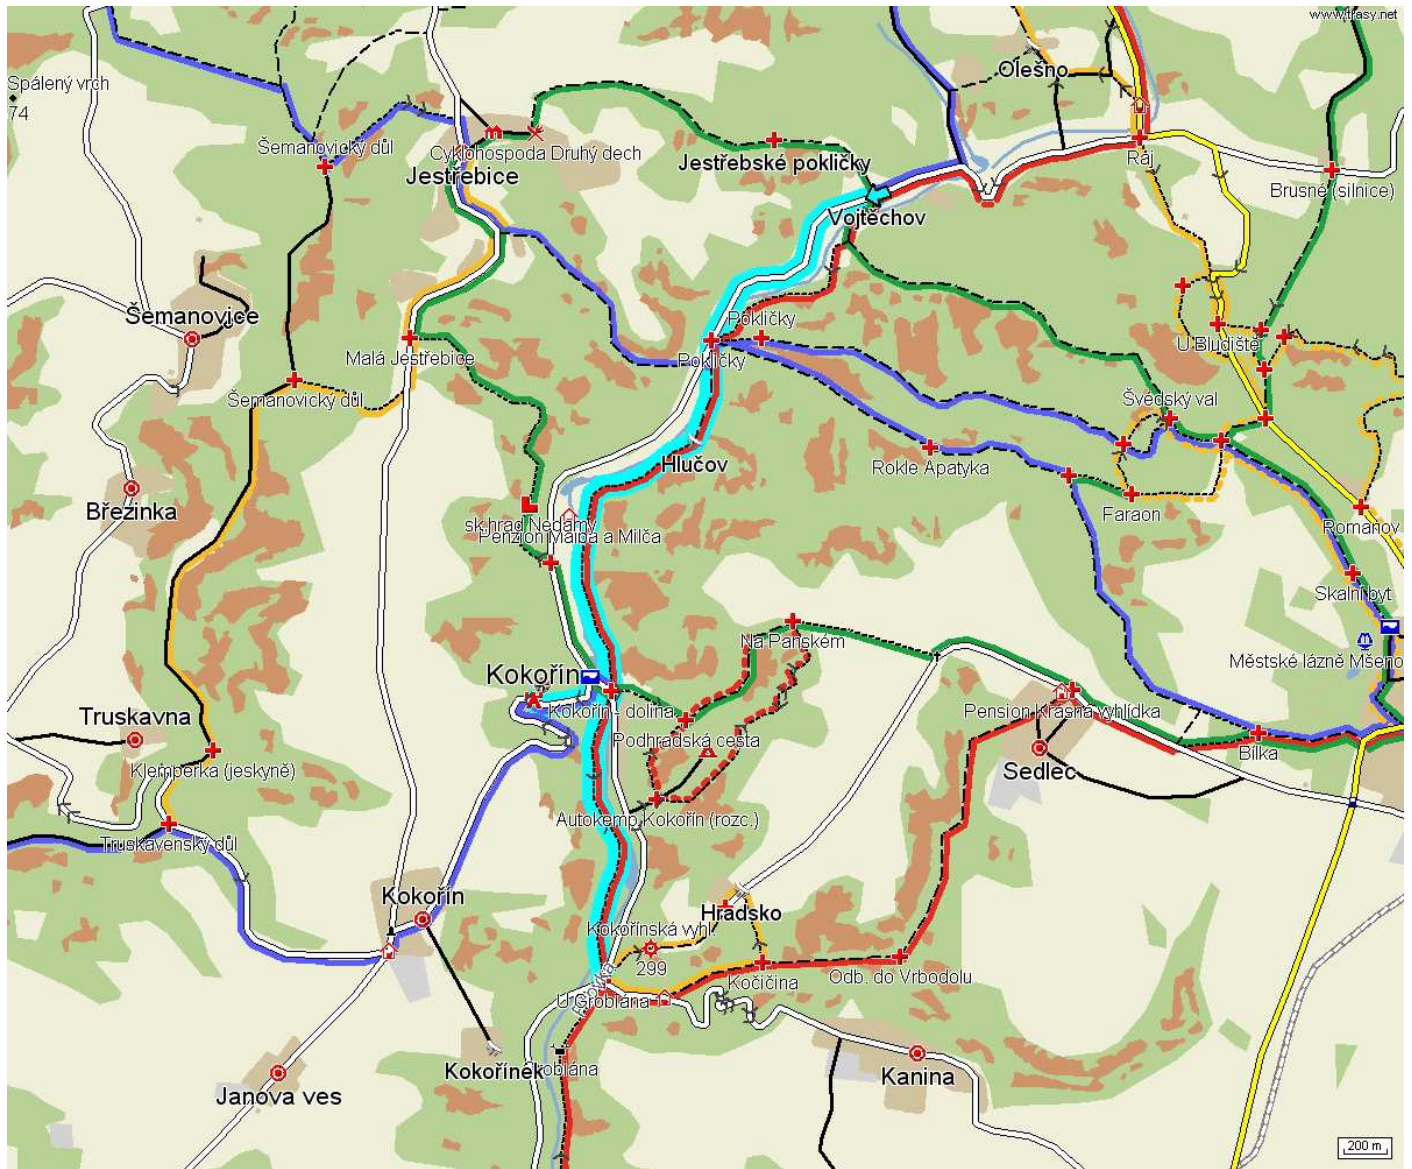 www.trasy.net
Olešno
Spálený vrch
74
Šemanovický důl
Cyklohospoda Druhý dech
Jestřebice
Jestřebské pokličky
Ráj
Brusné (silnice)
Vojtěchov
Šemanovice
Pokličky
Pokličky
U Bludiště
Malá Jestřebice
Šemanovický důl
Švédský val
Hlučov
Rokle Apatyka
Březinka
Faraon
sk.hrad Nedamy
Penzion Malba a Milča
Romanov
Skalní byt
Na Panském
Městské lázně Mšeno
Kokořín
Kokořín - dolina
Pension Krásná vyhlídka
Truskavna
Podhradská cesta
Bílka
Sedlec
Klemperka (jeskyně)
Autokemp Kokořín (rozc.)
Truskavenský důl
Kokořín
Hradsko
Kokořínská vyhl.
299
Kočičina
Odb. do Vrbodolu
U Grobiána
Kokořínek
Grobiána
Kanina
Janova ves
200 m